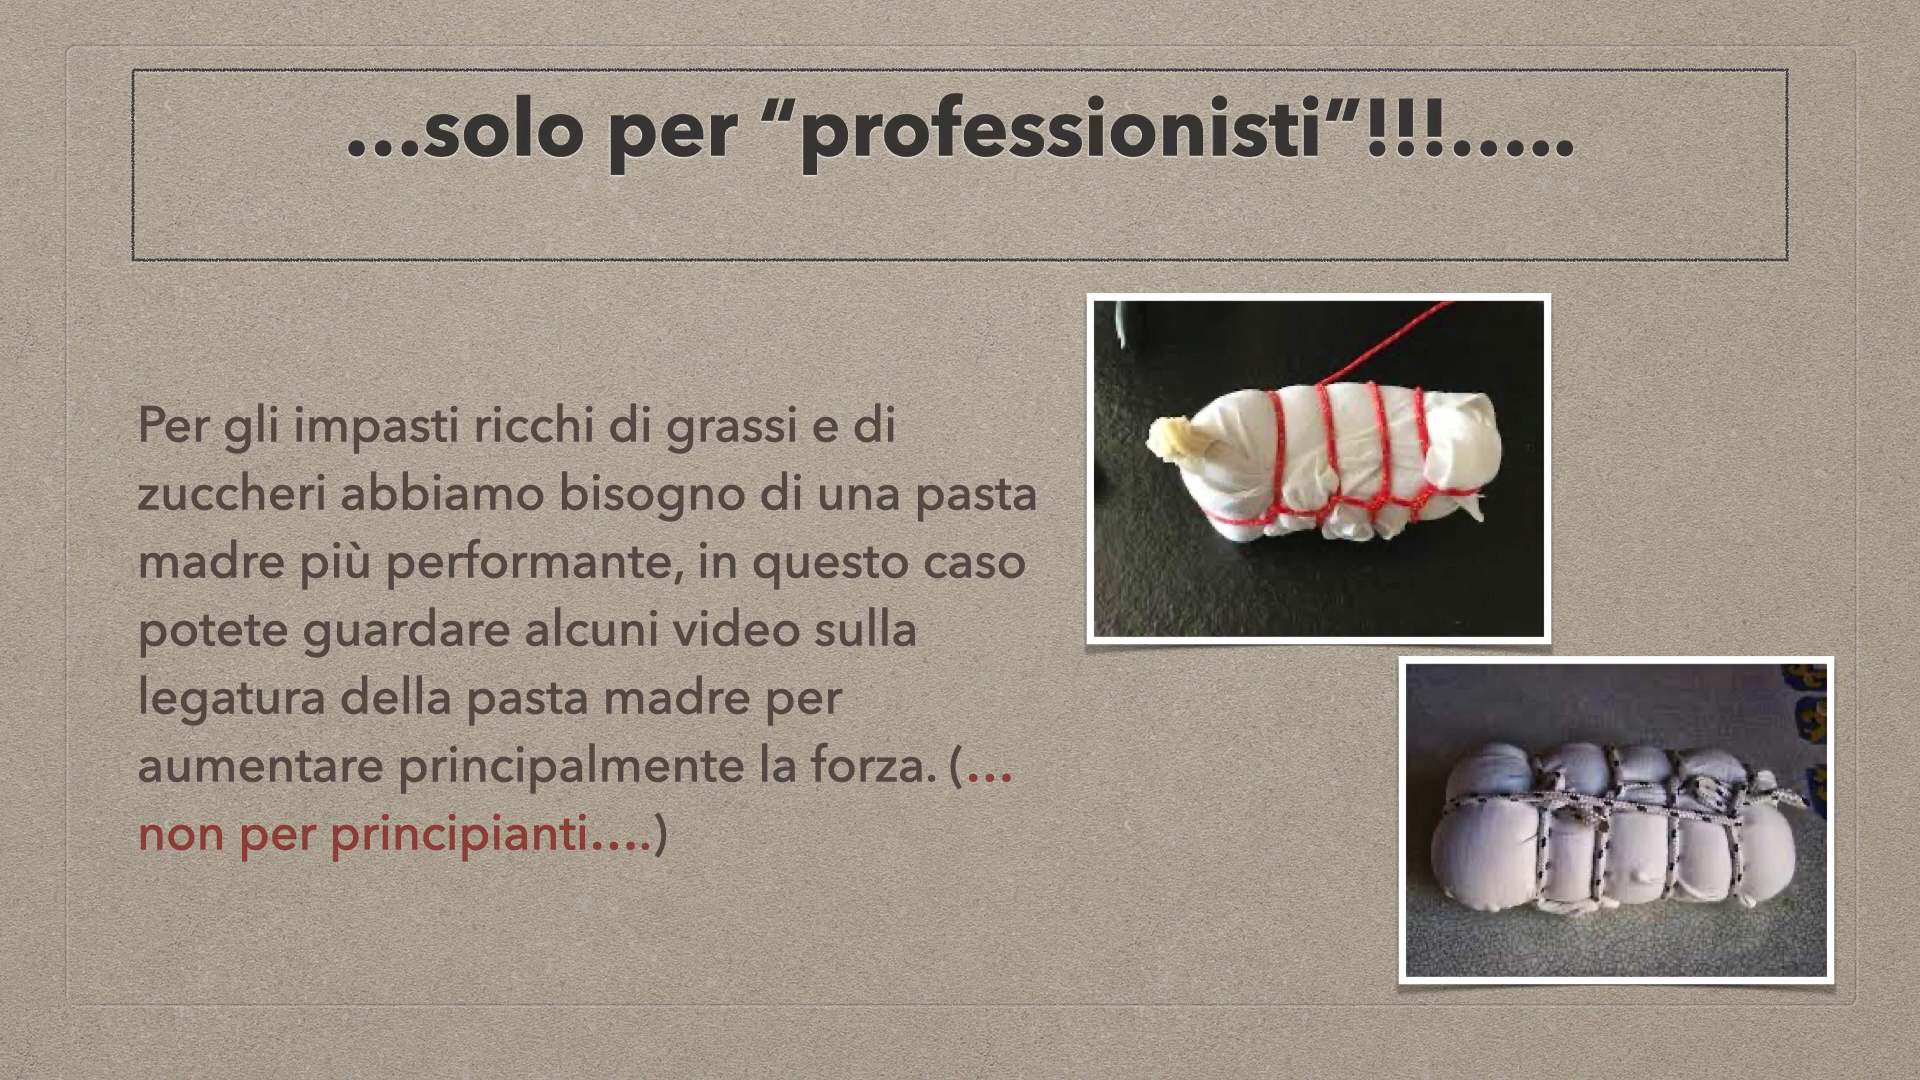 ...solo per “professionisti”!!!.....
Per gli impasti ricchi di grassi e di
zuccheri abbiamo bisogno di una pasta
madre più performante, in questo caso
potete guardare alcuni video sulla
legatura della pasta madre per
aumentare principalmente la forza. (...
non per principianti....)